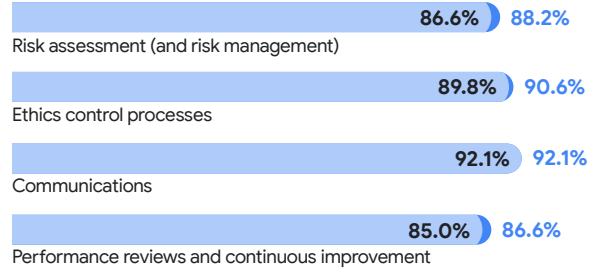 86.6% 88.2%
Risk assessment (and risk management)
89.8% 90.6%
Ethics control processes
92.1% 92.1%
Communications
85.0% 86.6%
Performance reviews and continuous improvement